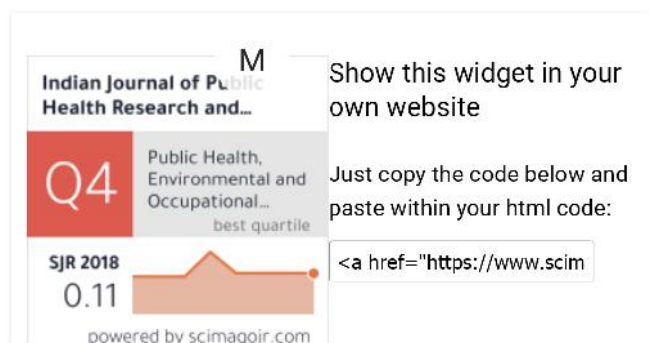 M
Indian Journal of Public
Health Research and...
Q4
Public Health,
Environmental and
Occupational...
best quartile
SJR 2018
0.11
powered by scimagojr.com
Show this widget in your
own website
Just copy the code below and
paste within your html code:
<a href="https://www.scim